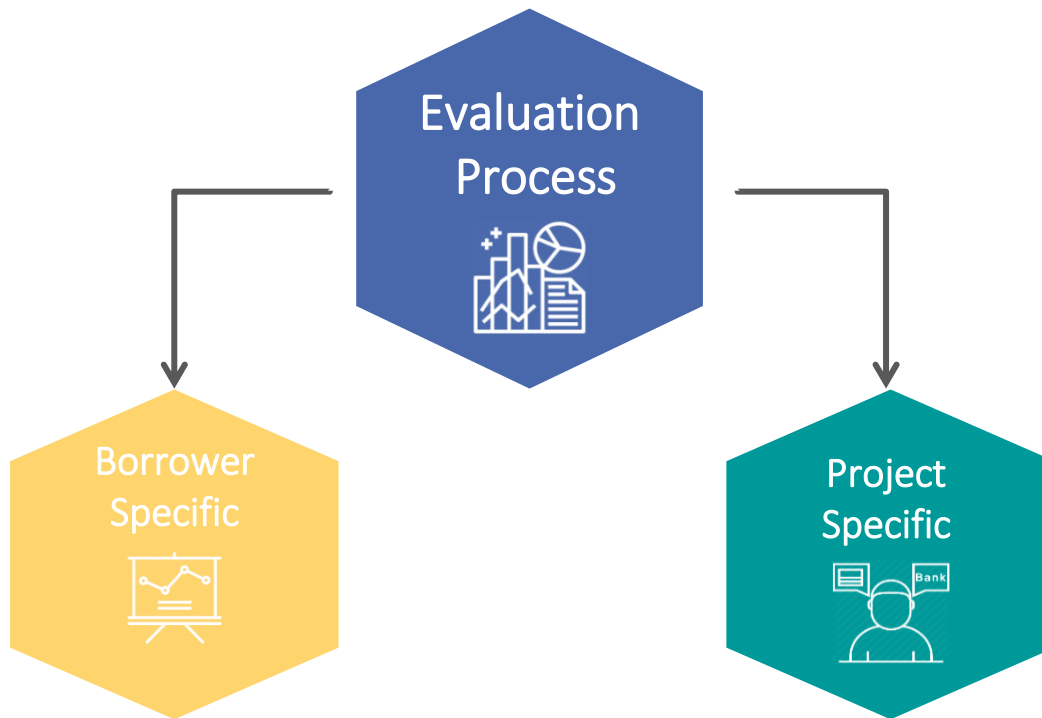 Evaluation
Process
Borrower
Specific
Project
Specific
Bank